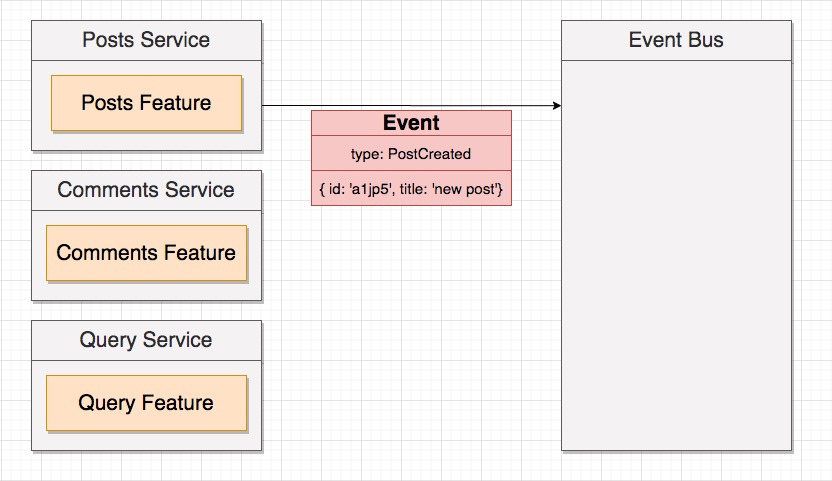 Posts Service
Posts Feature
Event Bus
Event
type: PostCreated
{ id: 'a1jp5', title: 'new post'}
Comments Service
Comments Feature
Query Service
Query Feature